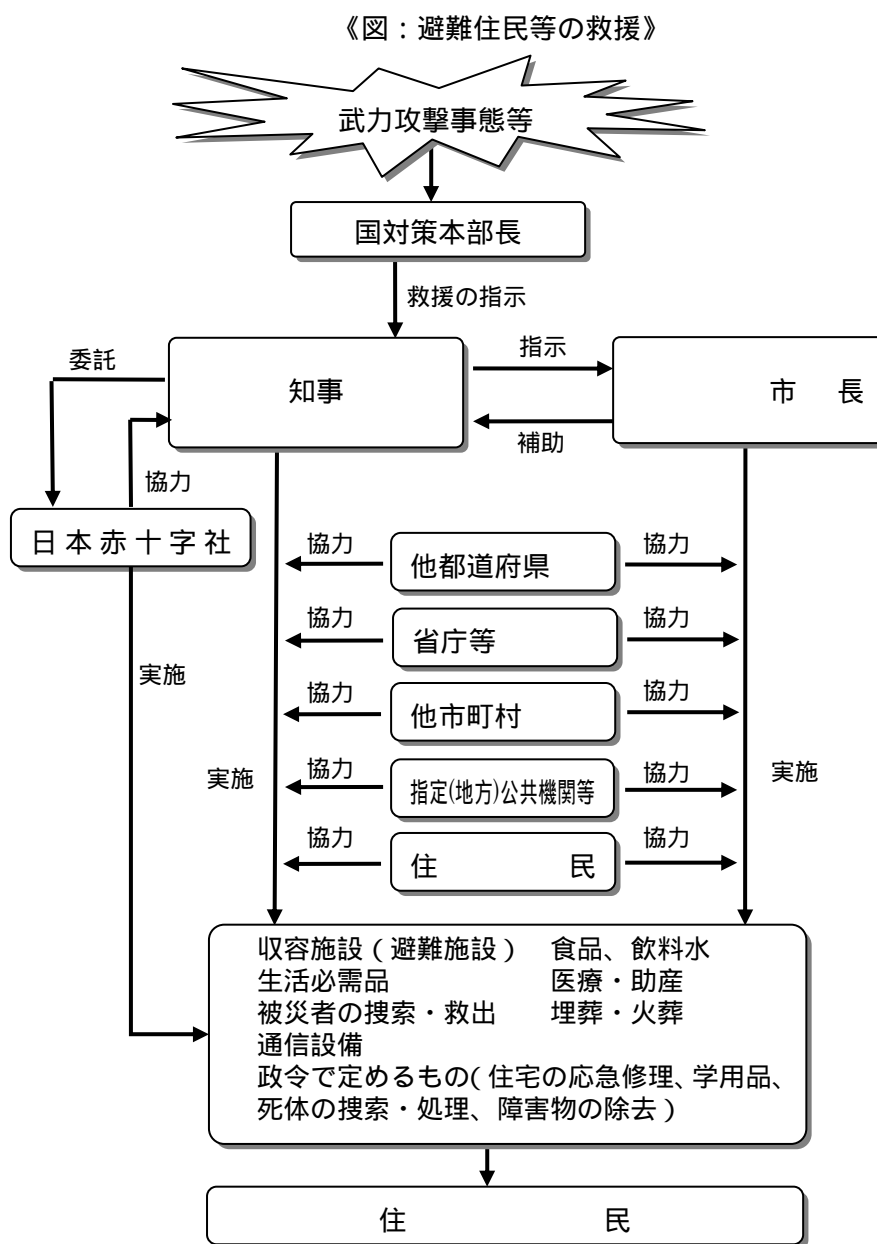 《図:避難住民等の救援》
武力攻撃事態等
国対策本部長
救援の指示
委託
知事
指示
市 長
補助
協力
日本赤十字社
協力
他都道府県
協力
協力
省庁等
協力
実施
協力
他市町村
協力
実施
協力
指定(地方)公共機関等
協力
実施
協力
住 民
協力
収容施設(避難施設) 食品、飲料水
生活必需品 医療・助産
被災者の捜索・救出 埋葬・火葬
通信設備
政令で定めるもの(住宅の応急修理、学用品、
死体の捜索・処理、障害物の除去)
住 民